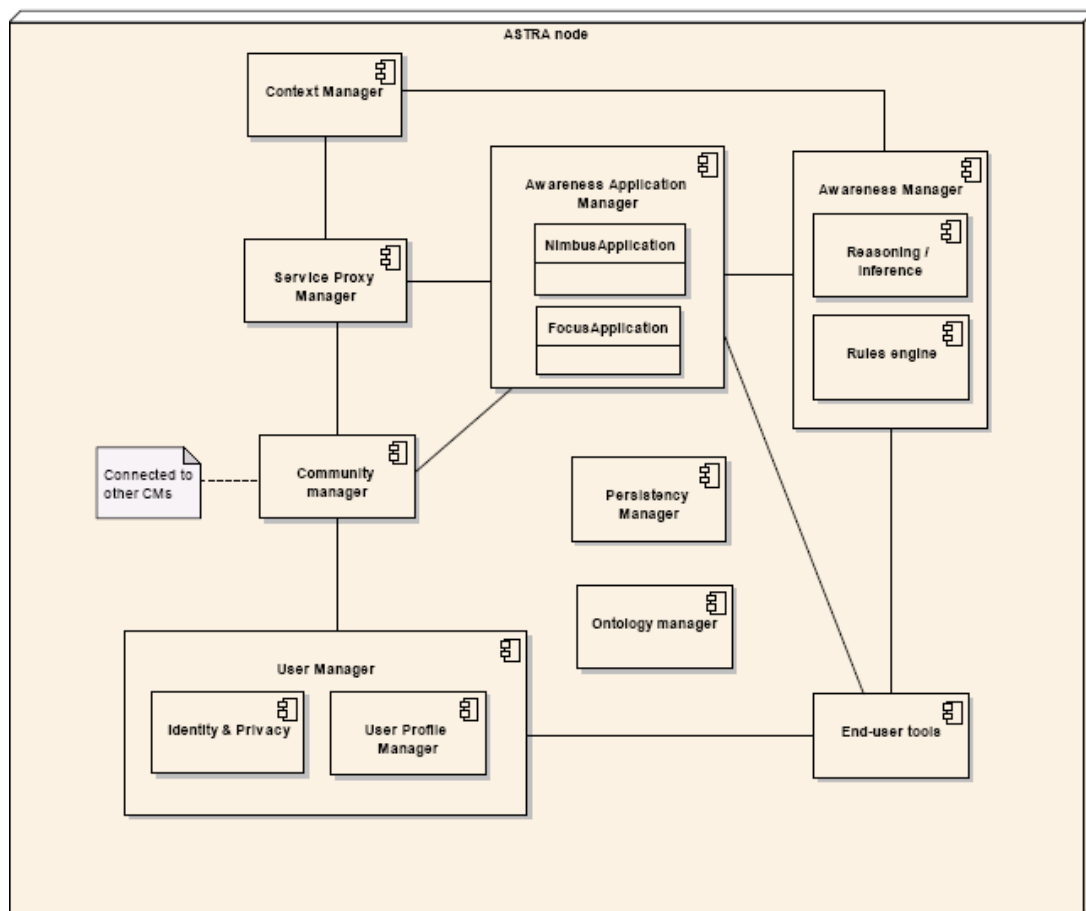 ASTRA node
Context Manager
Awareness Application
Manager
NimbusApplication
FocusApplication
Awareness Manager
Reasoning /
Inference
Rules engine
Service Proxy
Manager
Connected to
other CMs
Community
manager
Persistency
Manager
Ontology manager
User Manager
Identity & Privacy
User Profile
Manager
End-user tools